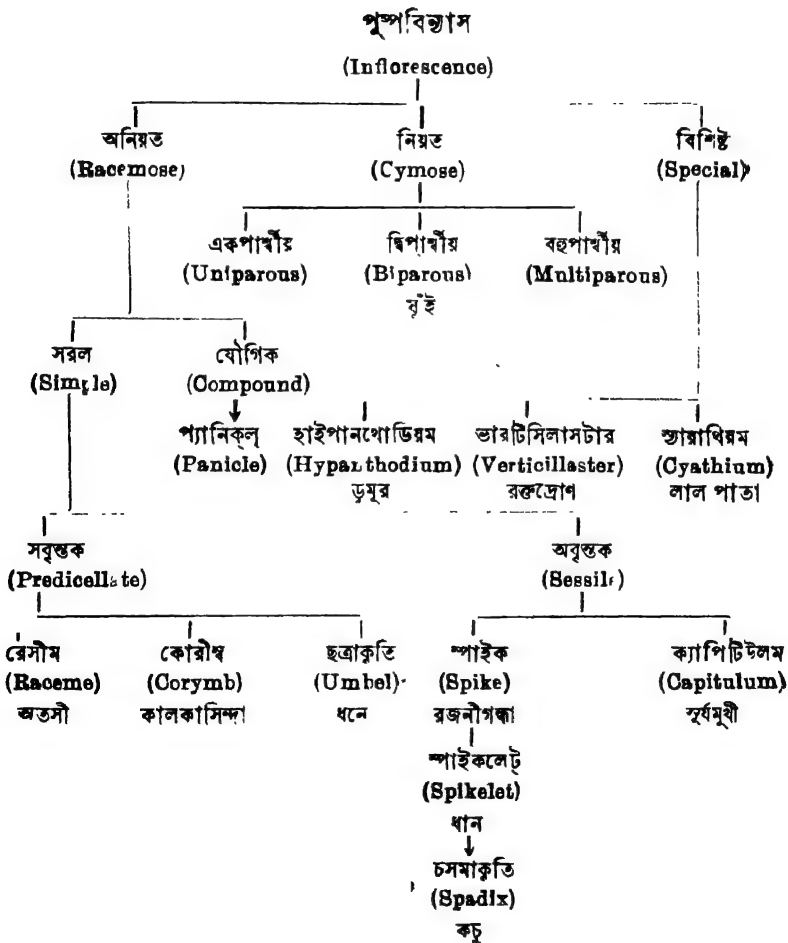 পুষ্পবিন্যাস
(Inflorescence)
অনিয়ত নিয়ত বিশিষ্ট
(Racemose) (Cymose) (Special)
একপার্শ্বীয় দ্বিপার্শ্বীয় বহুপার্শ্বীয়
(Uniparous) (Biparous) (Multiparous)
যুঁই
সরল যৌগিক
(Simple) (Compound)
প্যানিক্‌ল্ হাইপানথোডিয়ম ভারটিসিলাসটার স্যায়াথিয়ম
(Panicle) (Hypanthodium) (Verticillaster) (Cyathium)
ডুমুর রক্তদ্রোণ লাল পাতা
সবৃন্তক অবৃন্তক
(Predicellate) (Sessile)
রেসীম কোরীম্ব ছত্রাকৃতি স্পাইক ক্যাপিটিউলম
(Raceme) (Corymb) (Umbel) (Spike) (Capitulum)
অতসী কালকাসিন্দা ধনে রজনীগন্ধা সূর্যমুখী
স্পাইকলেট্
(Spikelet)
ধান
চসমাকৃতি
(Spadix)
কচু